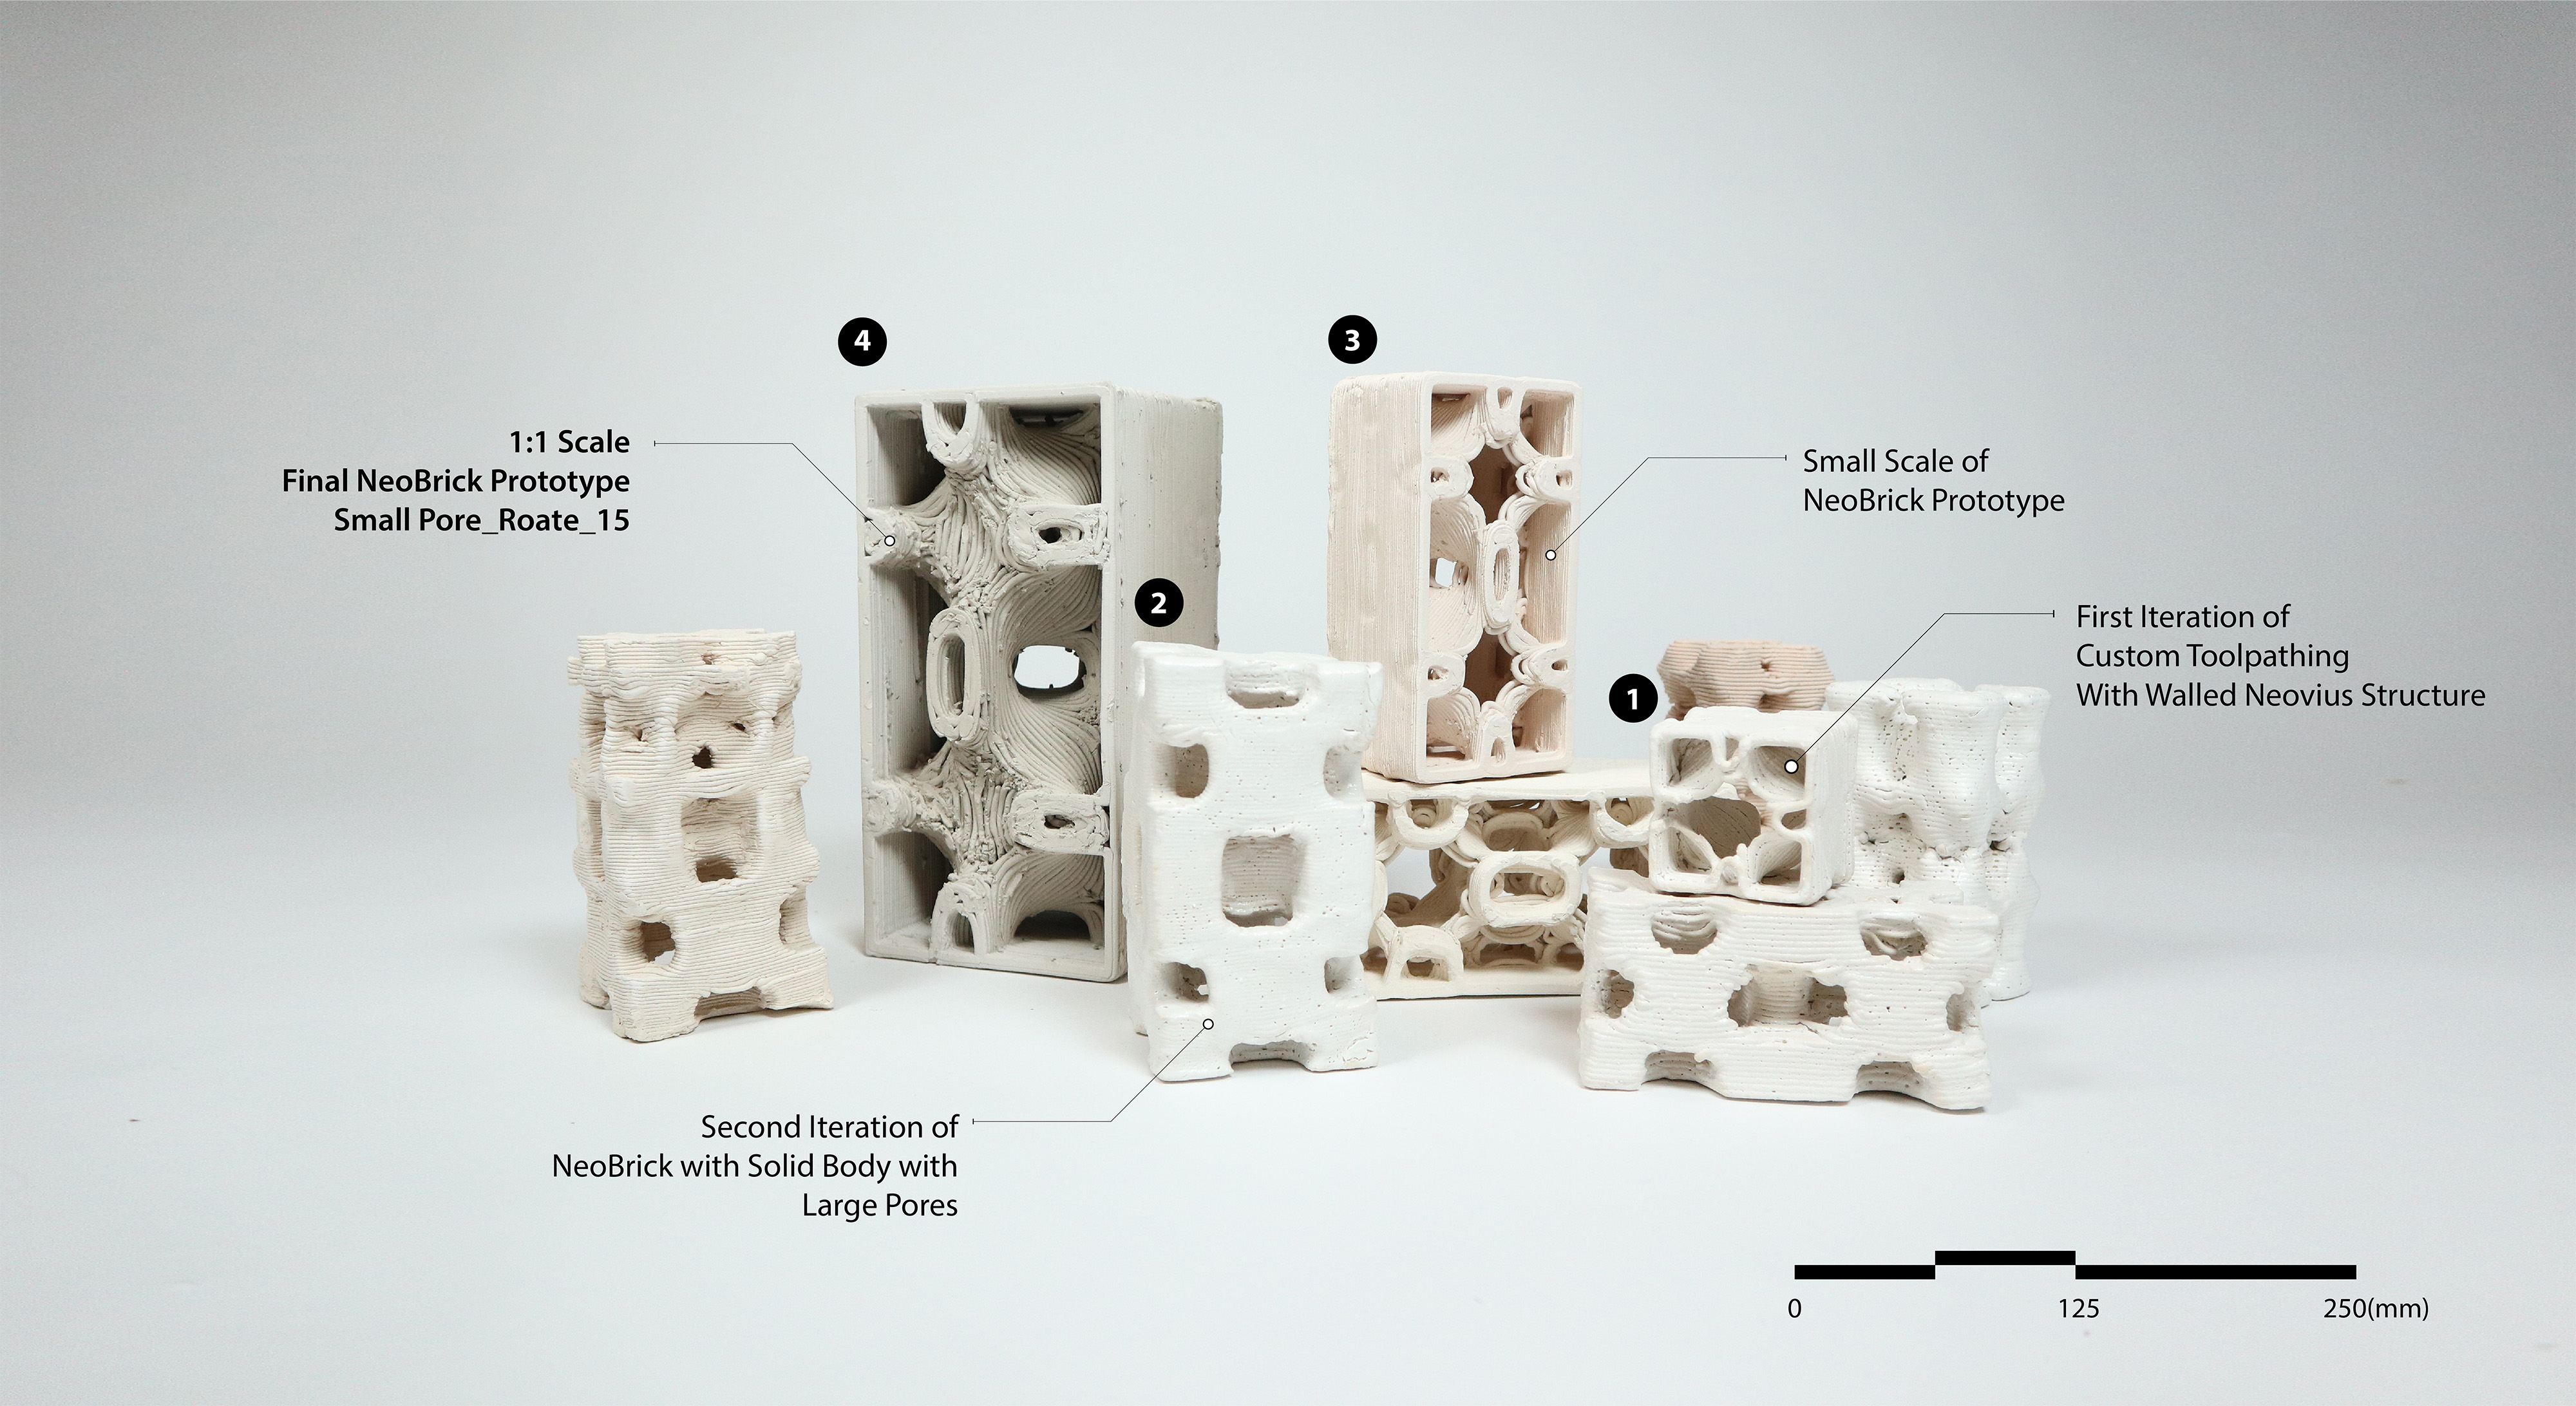 4
3
1:1 Scale
Final NeoBrick Prototype
Small Pore_Roate_15
Small Scale of
NeoBrick Prototype
2
1
First Iteration of
Custom Toolpathing
With Walled Neovius Structure
Second Iteration of
NeoBrick with Solid Body with
Large Pores
0 125 250(mm)